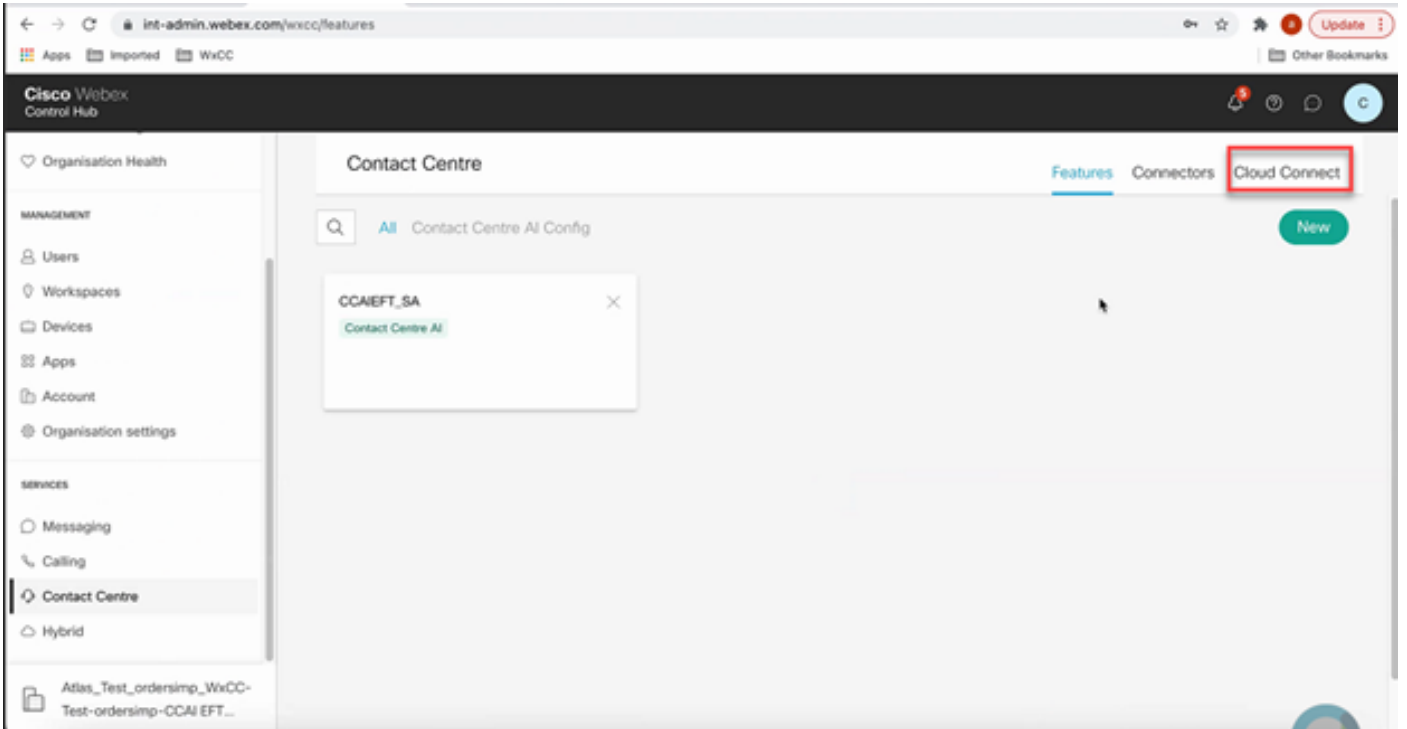 int-admin.webex.com/wxcc/features
a
Update
Apps Imported WxCC
Other Bookmarks
Cisco Webex
Control Hub
5
C
Organisation Health
Contact Centre
Features Connectors Cloud Connect
MANAGEMENT
All Contact Centre AI Config
New
Users
Workspaces
Devices
Apps
Account
Organisation settings
CCAIEFT_SA
Contact Centre AI
SERVICES
Messaging
Calling
Contact Centre
Hybrid
Atlas_Test_ordersimp_WxCC-
Test-ordersimp-CCAI EFT...